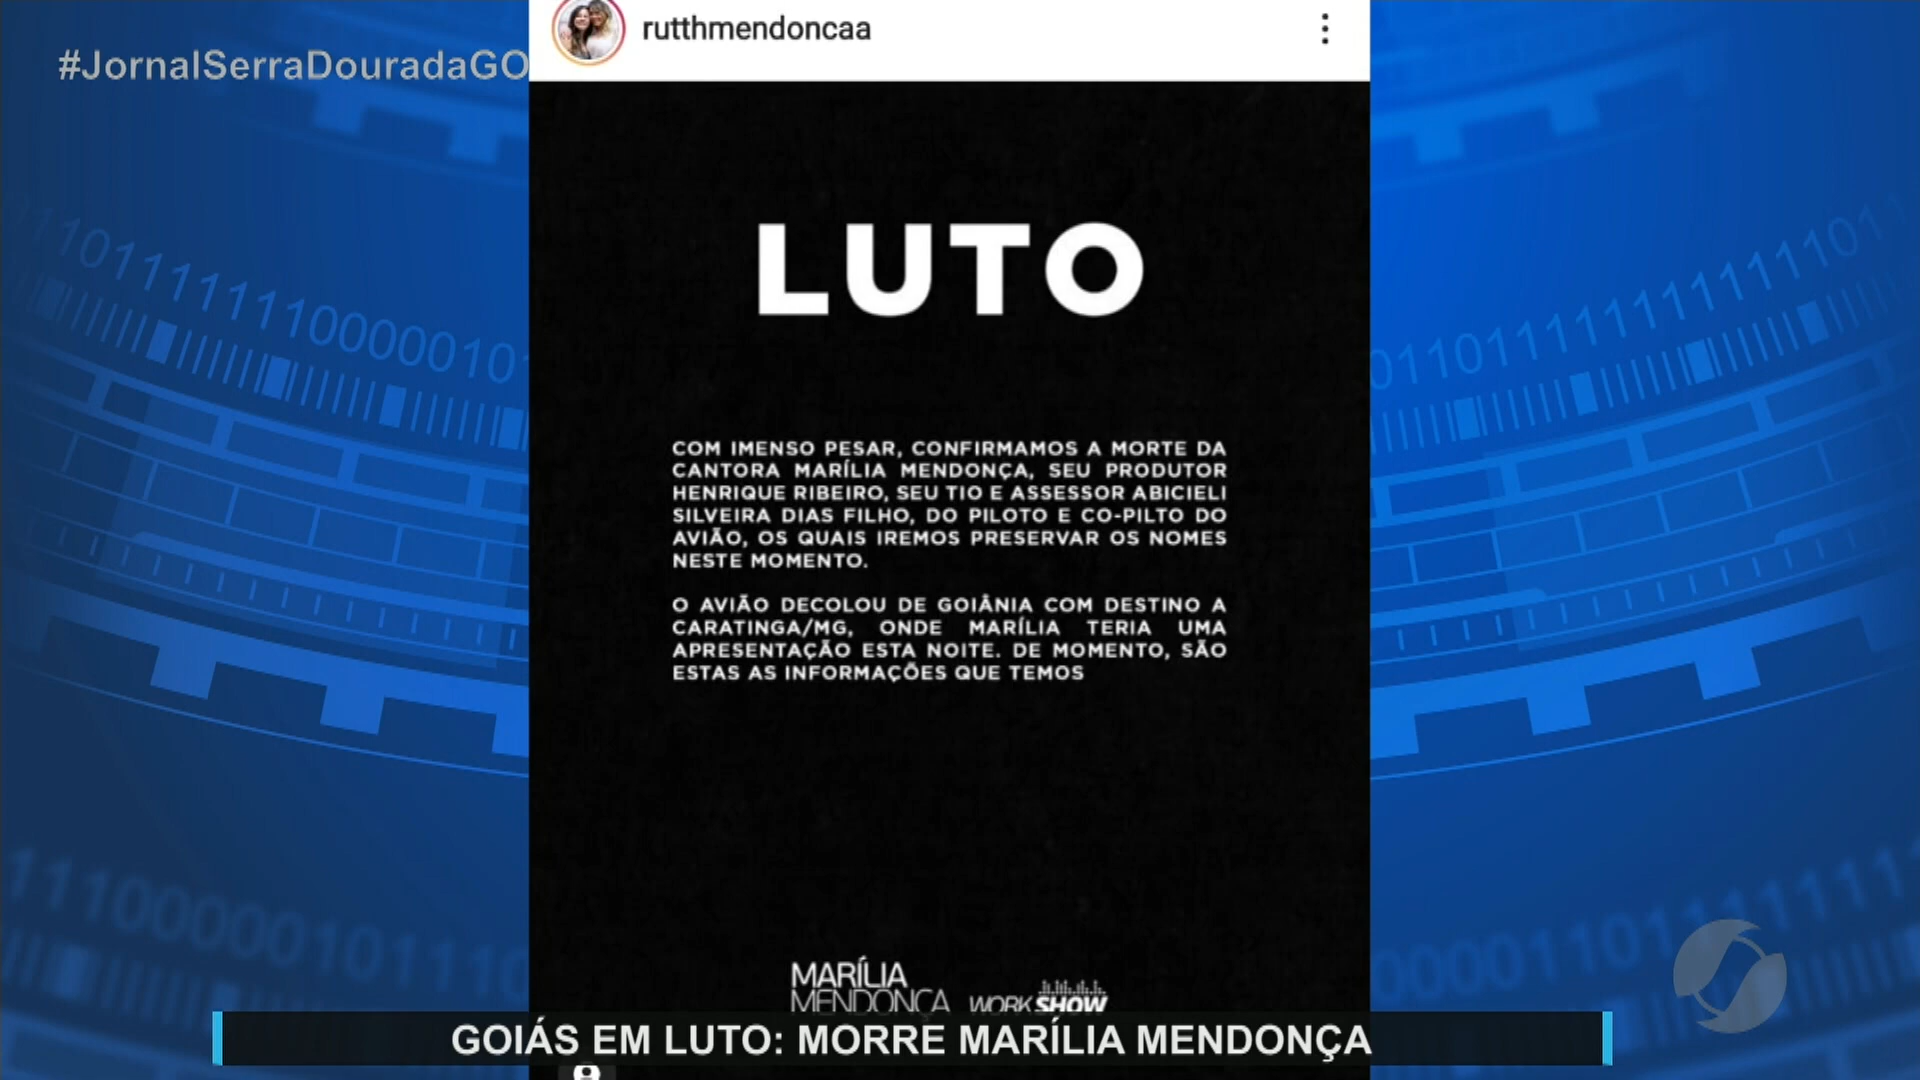 rutthmendoncaa
#JornalSerraDouradaGO
LUTO
COM IMENSO PESAR, CONFIRMAMOS A MORTE DA
CANTORA MARÍLIA MENDONÇA, SEU PRODUTOR
HENRIQUE RIBEIRO, SEU TIO E ASSESSOR ABICIELI
SILVEIRA DIAS FILHO, DO PILOTO E CO-PILTO DO
AVIÃO, OS QUAIS IREMOS PRESERVAR OS NOMES
NESTE MOMENTO.
O AVIÃO DECOLOU DE GOIÂNIA COM DESTINO A
CARATINGA/MG, ONDE MARÍLIA TERIA UMA
APRESENTAÇÃO ESTA NOITE. DE MOMENTO, SÃO
ESTAS AS INFORMAÇÕES QUE TEMOS
MARÍLIA
MENDONÇA
WORKSHOW
GOIÁS EM LUTO: MORRE MARÍLIA MENDONÇA